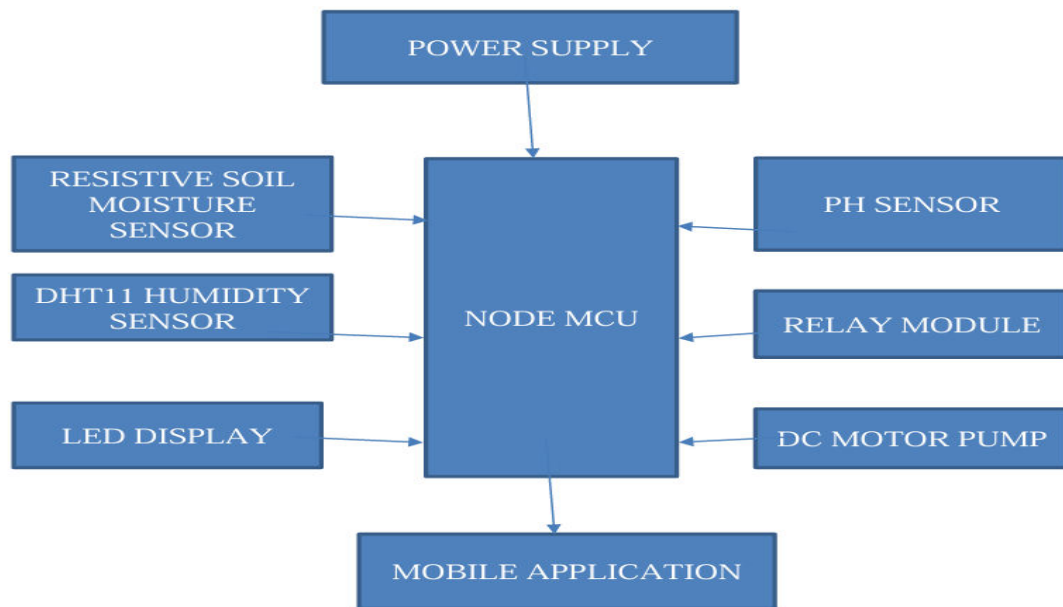 POWER SUPPLY
RESISTIVE SOIL
MOISTURE
SENSOR
PH SENSOR
DHT11 HUMIDITY
SENSOR
NODE MCU
RELAY MODULE
LED DISPLAY
DC MOTOR PUMP
MOBILE APPLICATION